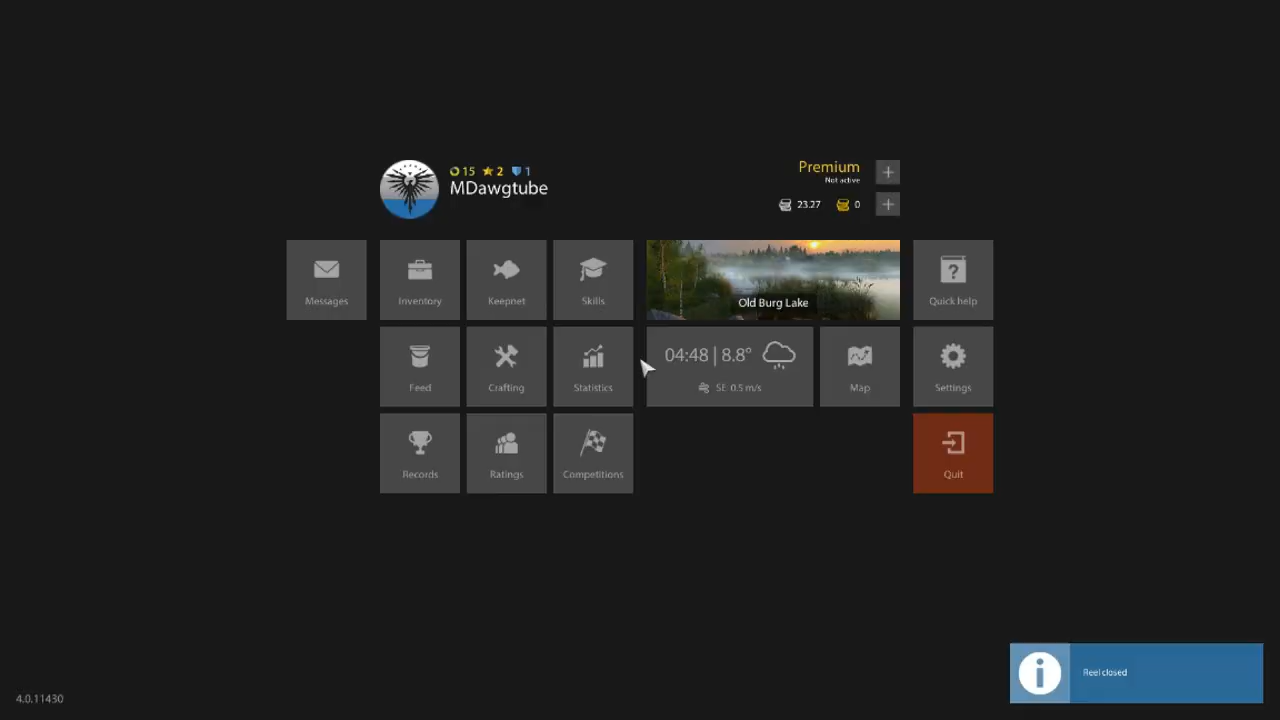 15 2 1
MDawgtube
Premium
Not active
23.27 0
Messages
Inventory
Keepnet
Skills
Old Burg Lake
Quick help
Feed
Crafting
Statistics
04:48 | 8.8°
SE: 0.5 m/s
Map
Settings
Records
Ratings
Competitions
Quit
Reel closed
4.0.11430